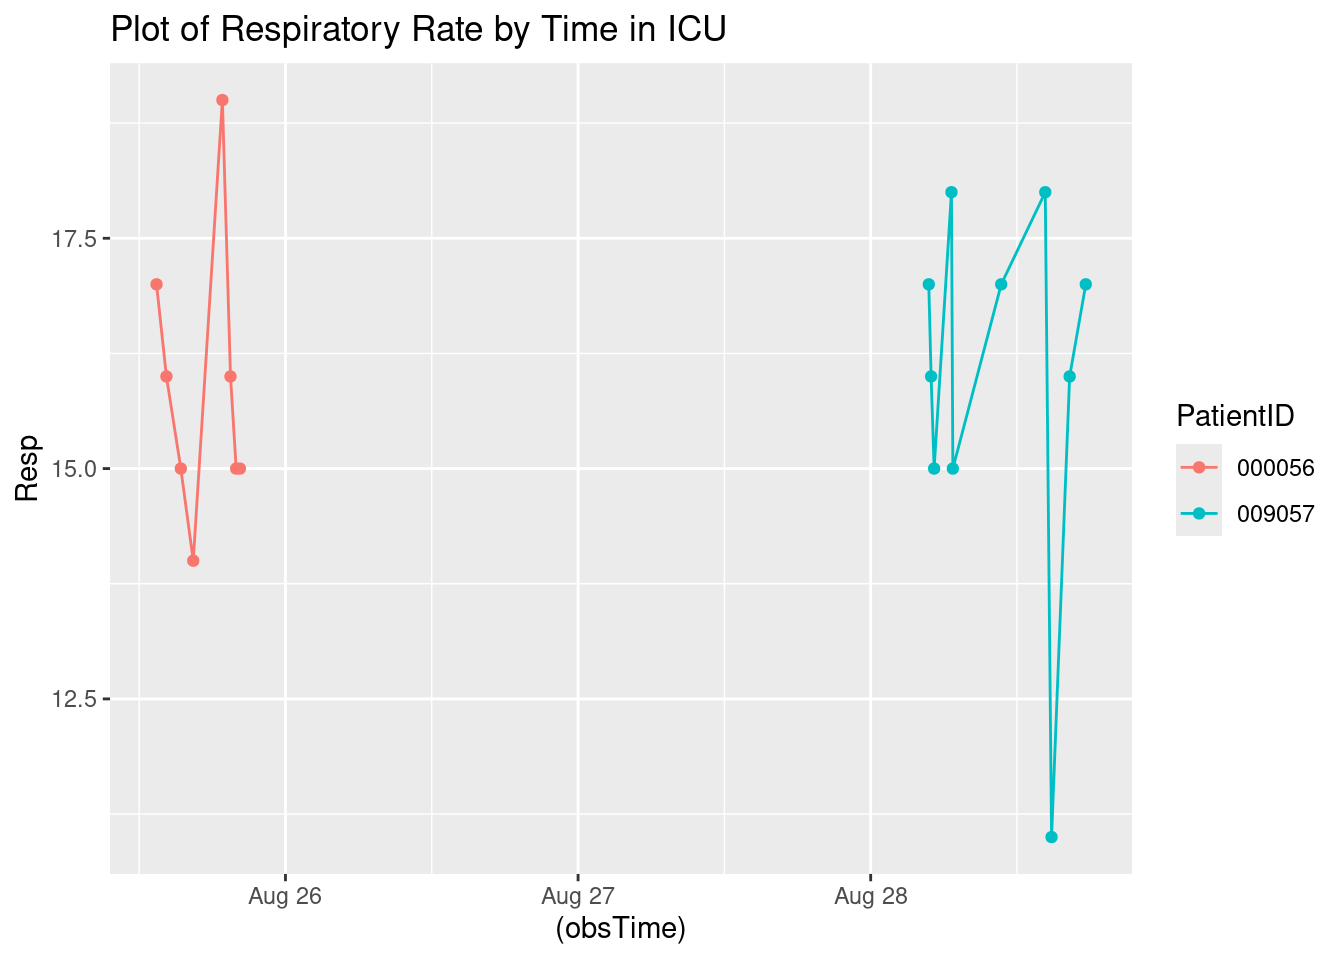 Plot of Respiratory Rate by Time in ICU
Resp
17.5
15.0
12.5
Aug 26
Aug 27
Aug 28
(obsTime)
PatientID
000056
009057